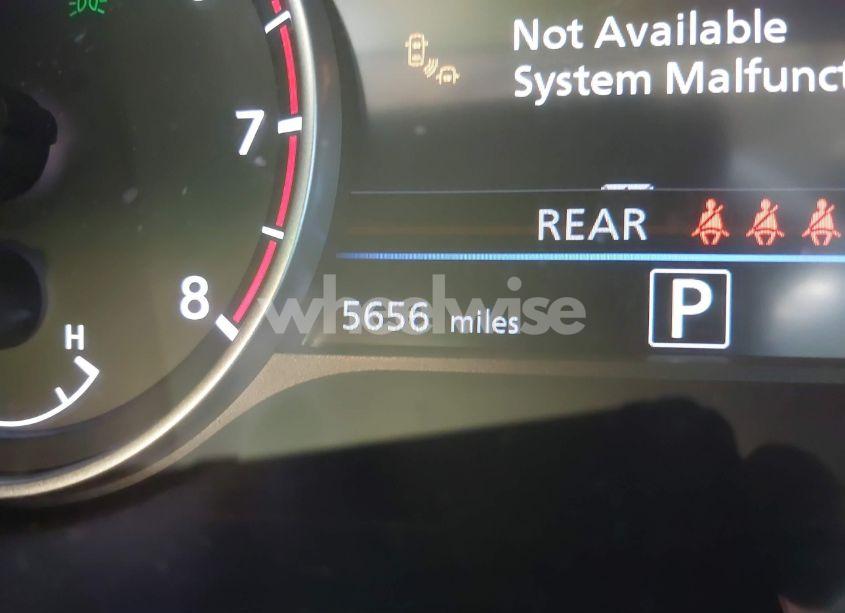 Not Available
System Malfunct
7
REAR
8
5656 miles
P
H
wheelwise